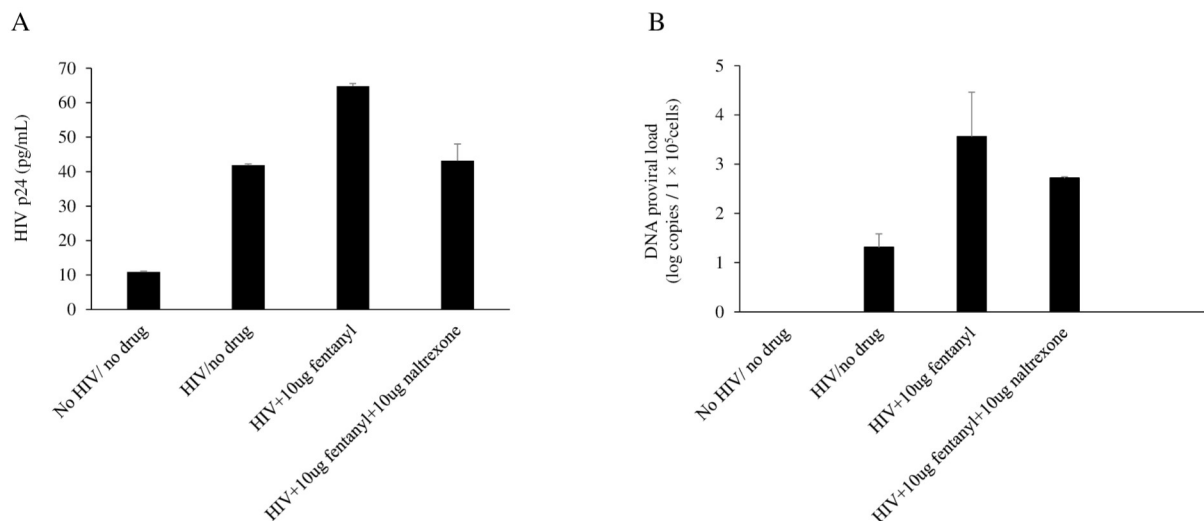 A
HIV p24 (pg/mL)
70
60
50
40
30
20
10
0
No HIV/ no drug
HIV/no drug
HIV+10ug fentanyl
HIV+10ug fentanyl+10ug naltrexone
B
DNA proviral load
(log copies / 1 × 10⁵cells)
5
4
3
2
1
0
No HIV/ no drug
HIV/no drug
HIV+10ug fentanyl
HIV+10ug fentanyl+10ug naltrexone